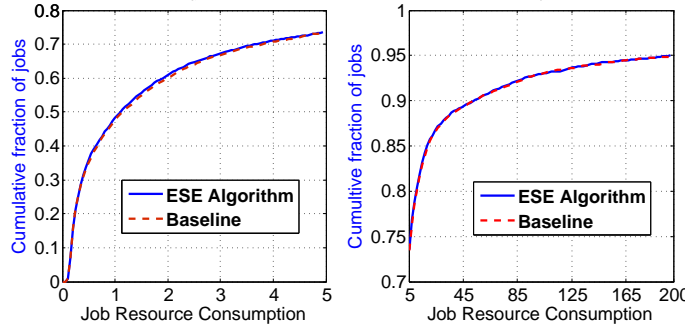 Cumulative fraction of jobs
0.8
0.7
0.6
0.5
0.4
0.3
0.2
0.1
0
ESE Algorithm
Baseline
0 1 2 3 4 5
Job Resource Consumption
Cumultive fraction of jobs
1
0.95
0.9
0.85
0.8
0.75
0.7
ESE Algorithm
Baseline
5 45 85 125 165 200
Job Resource Consumption